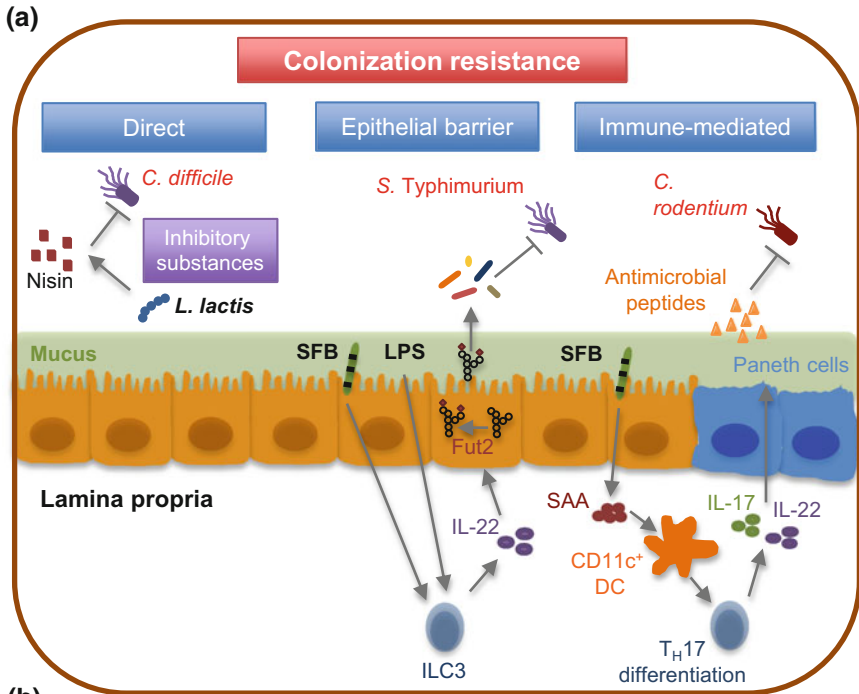 (a)
Colonization resistance
Direct
Epithelial barrier
Immune-mediated
C. difficile
Nisin
Inhibitory
substances
L. lactis
S. Typhimurium
C.
rodentium
Antimicrobial
peptides
Mucus
SFB
LPS
SFB
Paneth cells
Fut2
Lamina propria
IL-22
ILC3
SAA
CD11c⁺
DC
IL-17
IL-22
T_H17
differentiation
(b)